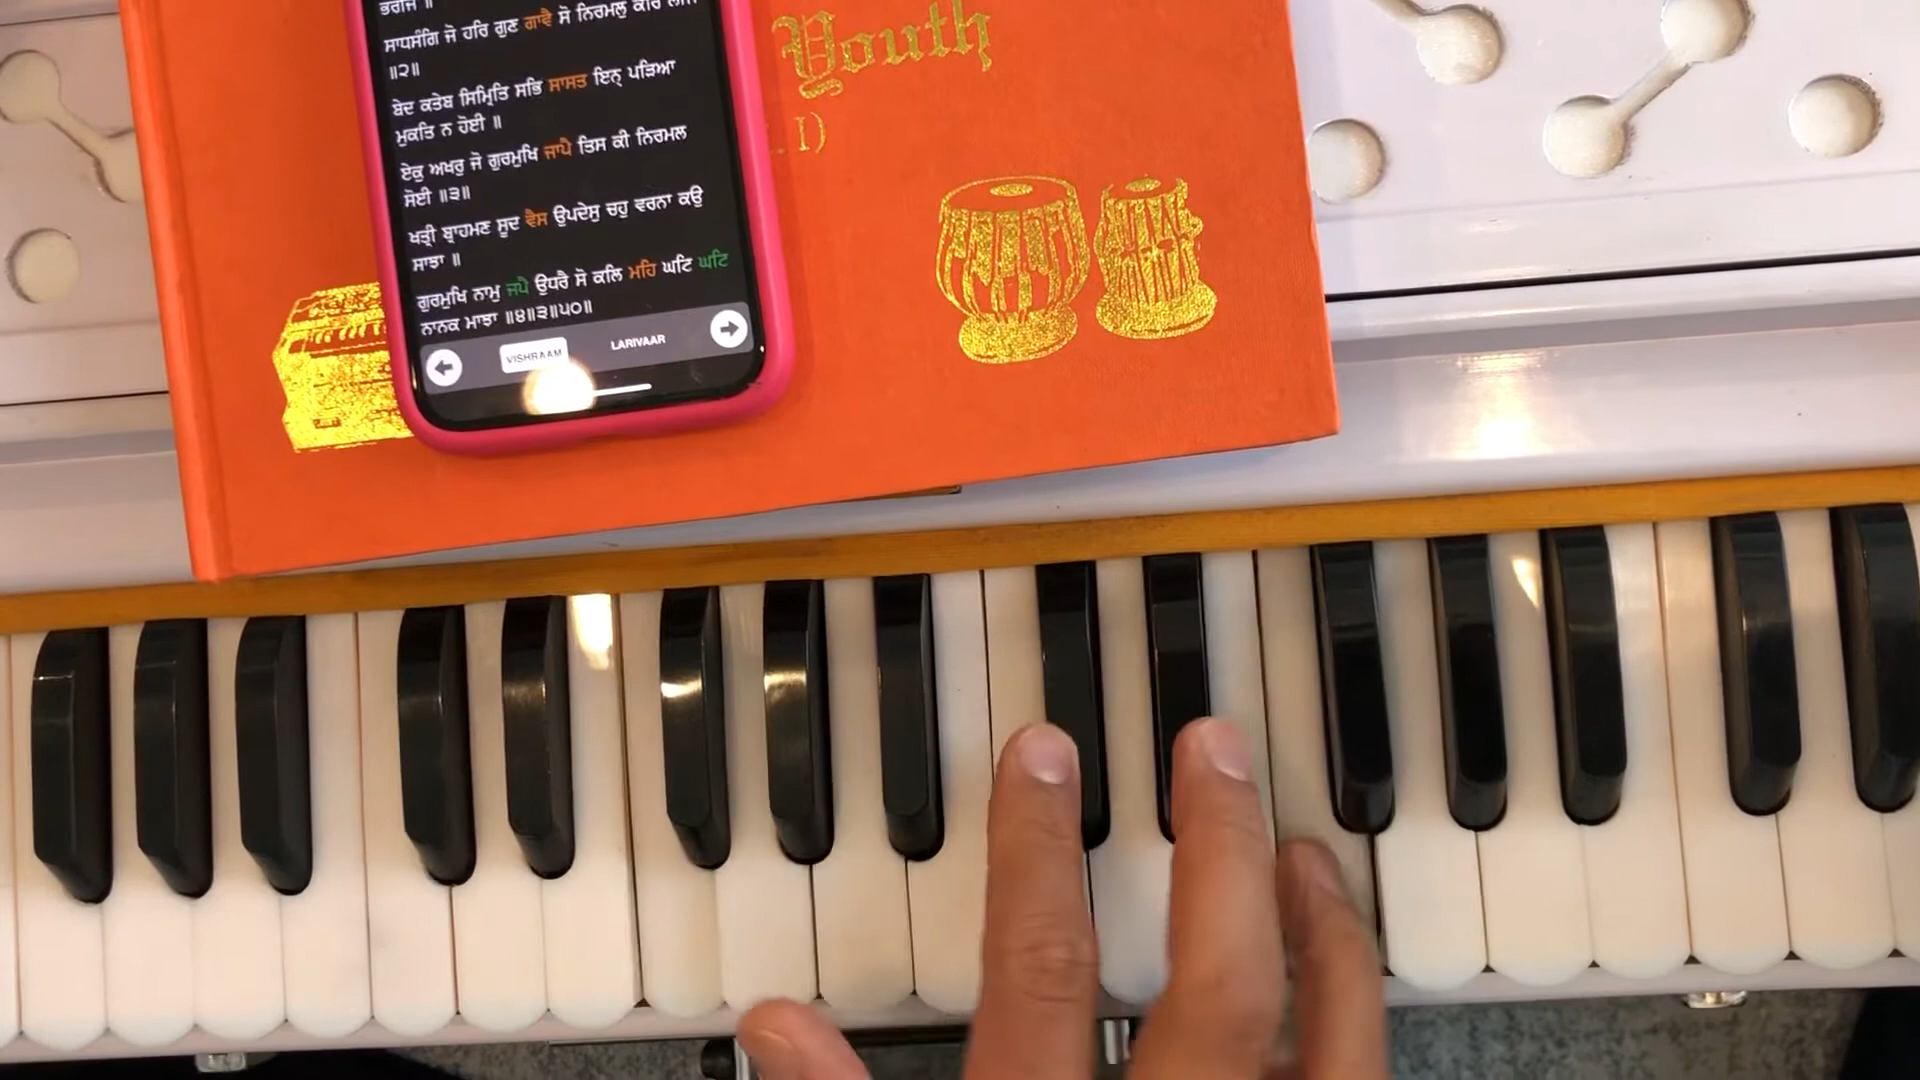 ਸਾਧਸੰਗਿ ਜੋ ਹਰਿ ਗੁਣ ਗਾਵੈ ਸੋ ਨਿਰਮਲੁ ਕਰਿ
॥੨॥
ਬੇਦ ਕਤੇਬ ਸਿਮ੍ਰਿਤਿ ਸਭਿ ਸਾਸਤ ਇਨ੍ ਪੜਿਆ
ਮੁਕਤਿ ਨ ਹੋਈ ॥
ਏਕੁ ਅਖਰੁ ਜੋ ਗੁਰਮੁਖਿ ਜਾਪੈ ਤਿਸ ਕੀ ਨਿਰਮਲ
ਸੋਈ ॥੩॥
ਖਤ੍ਰੀ ਬ੍ਰਾਹਮਣ ਸੂਦ ਵੈਸ ਉਪਦੇਸੁ ਚਹੁ ਵਰਨਾ ਕਉ
ਸਾਝਾ ॥
ਗੁਰਮੁਖਿ ਨਾਮੁ ਜਪੈ ਉਧਰੈ ਸੋ ਕਲਿ ਮਹਿ ਘਟਿ ਘਟਿ
ਨਾਨਕ ਮਾਝਾ ॥੪॥੩॥੫੦॥
VISHRAAM LARIVAAR
Youth
I)